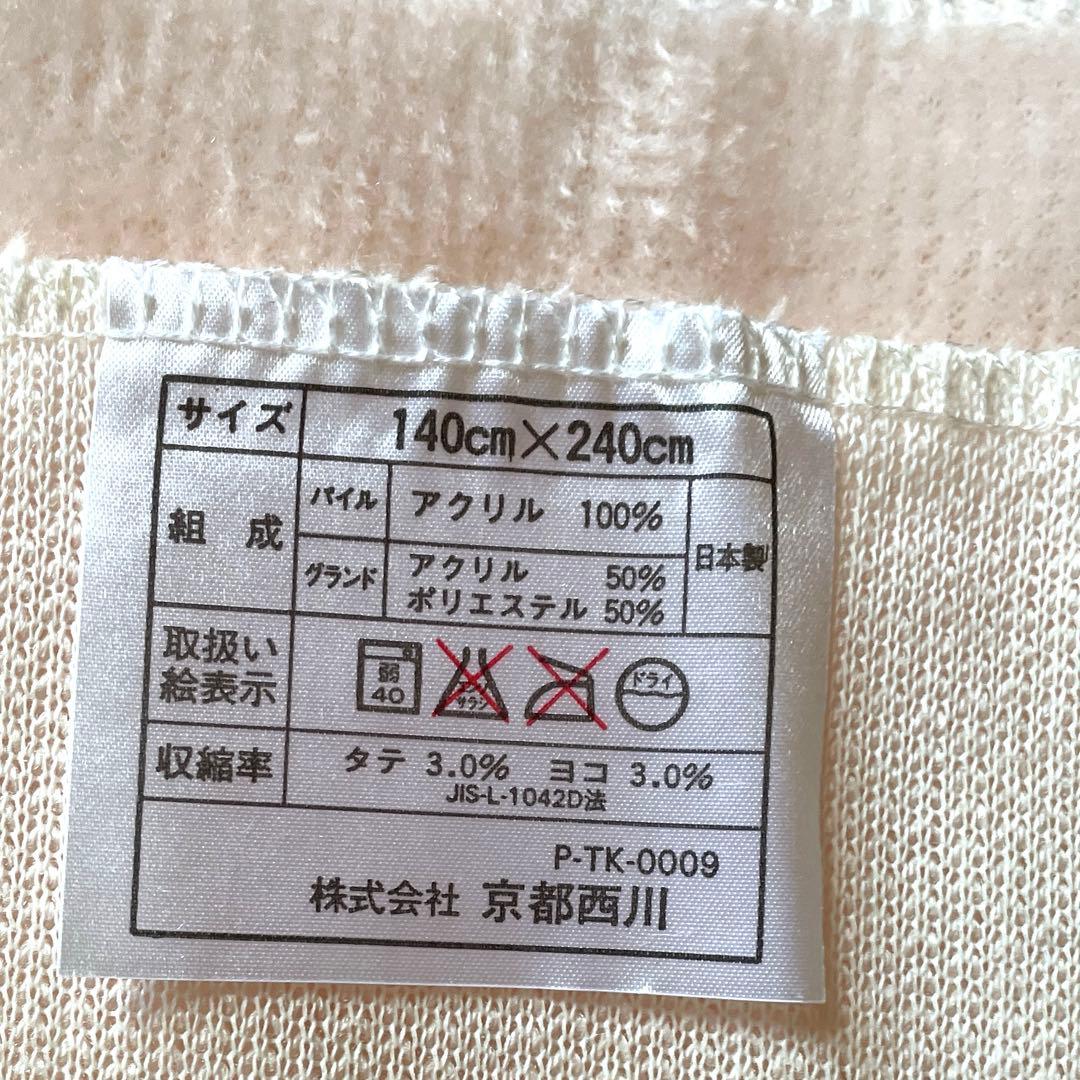 サイズ 140cm×240cm
組成 パイル アクリル 100% 日本製
グランド アクリル 50%
ポリエステル 50%
取扱い
絵表示
弱
40
エンソ
サラシ
ドライ
収縮率 タテ 3.0% ヨコ 3.0%
JIS-L-1042D法
P-TK-0009
株式会社 京都西川